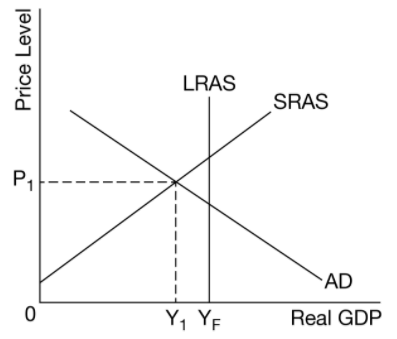 Price Level
LRAS
SRAS
P1
AD
0
Y1
YF
Real GDP